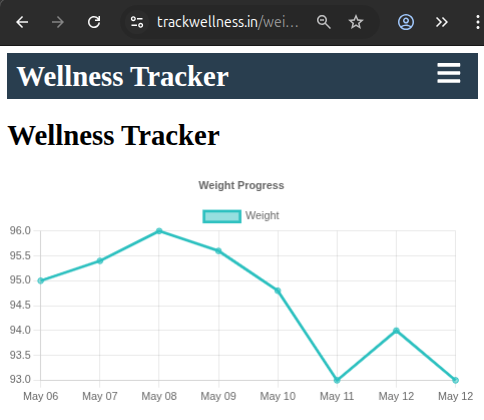 trackwellness.in/wei...
Wellness Tracker
Wellness Tracker
Weight Progress
Weight
96.0
95.5
95.0
94.5
94.0
93.5
93.0
May 06 May 07 May 08 May 09 May 10 May 11 May 12 May 12